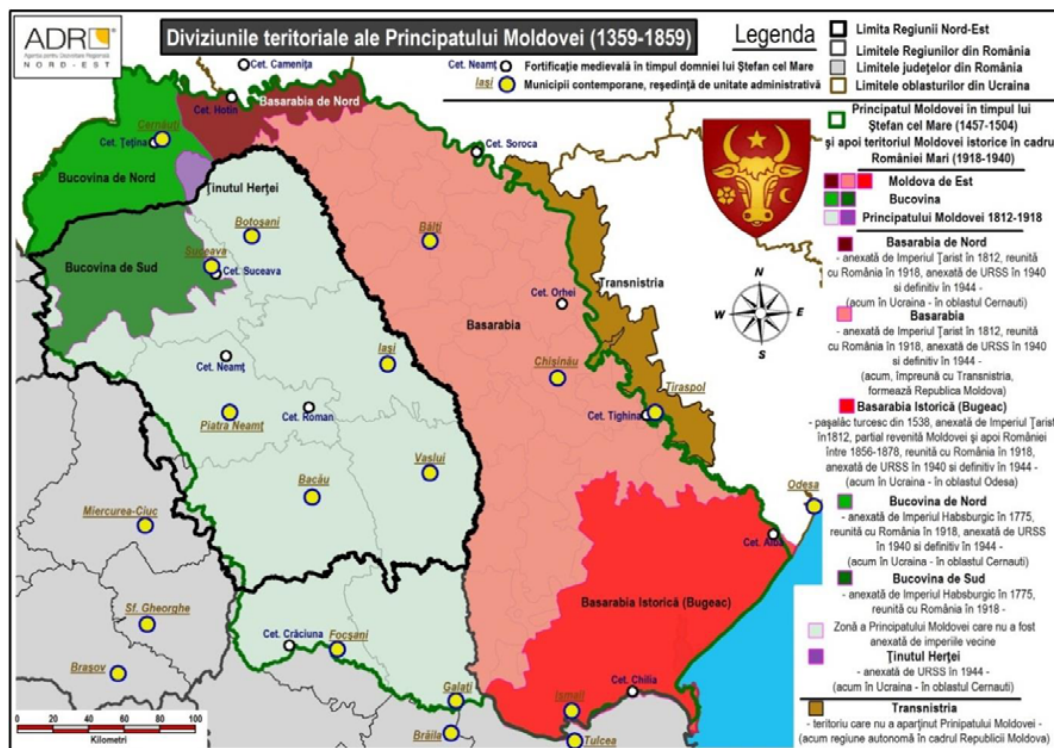 ADR
Agenția pentru Dezvoltare Regională
NORD-EST
Diviziunile teritoriale ale Principatului Moldovei (1359-1859)
Legenda
Limita Regiunii Nord-Est
Limitele Regiunilor din România
Limitele județelor din România
Limitele oblasturilor din Ucraina
Cet. Neamț
Fortificație medievală în timpul domniei lui Ștefan cel Mare
Iași
Municipii contemporane, reședință de unitate administrativă
Principatul Moldovei în timpul lui
Ștefan cel Mare (1457-1504)
și apoi teritoriul Moldovei istorice în cadrul
României Mari (1918-1940)
Moldova de Est
Bucovina
Principatului Moldovei 1812-1918
Basarabia de Nord
- anexată de Imperiul Țarist în 1812, reunită
cu România în 1918, anexată de URSS în 1940
si definitiv în 1944 -
(acum în Ucraina - în oblastul Cernauti)
Basarabia
- anexată de Imperiul Țarist în 1812, reunită
cu România în 1918, anexată de URSS în 1940
si definitiv în 1944 -
(acum, împreună cu Transnistria,
formează Republica Moldova)
Basarabia Istorică (Bugeac)
- pașalâc turcesc din 1538, anexată de Imperiul Țarist
în1812, partial revenită Moldovei și apoi României
între 1856-1878, reunită cu România în 1918,
anexată de URSS în 1940 si definitiv în 1944 -
(acum în Ucraina - în oblastul Odesa)
Bucovina de Nord
- anexată de Imperiul Habsburgic în 1775,
reunită cu România în 1918, anexată de URSS
în 1940 si definitiv în 1944 -
(acum în Ucraina - în oblastul Cernauti)
Bucovina de Sud
- anexată de Imperiul Habsburgic în 1775,
reunită cu România în 1918 -
Zonă a Principatului Moldovei care nu a fost
anexată de imperiile vecine
Ținutul Herței
- anexată de URSS în 1944 -
(acum în Ucraina - în oblastul Cernauti)
Transnistria
- teritoriu care nu a aparținut Prinipatului Moldovei -
(acum regiune autonomă în cadrul Republicii Moldova)
Cet. Camenița
Cet. Hotin
Basarabia de Nord
Cernăuți
Cet. Țețina
Cet. Soroca
Bucovina de Nord
Ținutul Herței
Botoșani
Bălți
Bucovina de Sud
Suceava
Cet. Suceava
Transnistria
Cet. Orhei
Basarabia
Cet. Neamț
Iași
Chișinău
Tiraspol
Cet. Roman
Cet. Tighina
Piatra Neamț
Vaslui
Bacău
Odesa
Miercurea-Ciuc
Cet. Alba
Sf. Gheorghe
Basarabia Istorică (Bugeac)
Cet. Crăciuna
Focșani
Brașov
Galați
Cet. Chilia
Ismail
Brăila
Tulcea
N
W
E
S
0 20 40 60 80 100
Kilometri